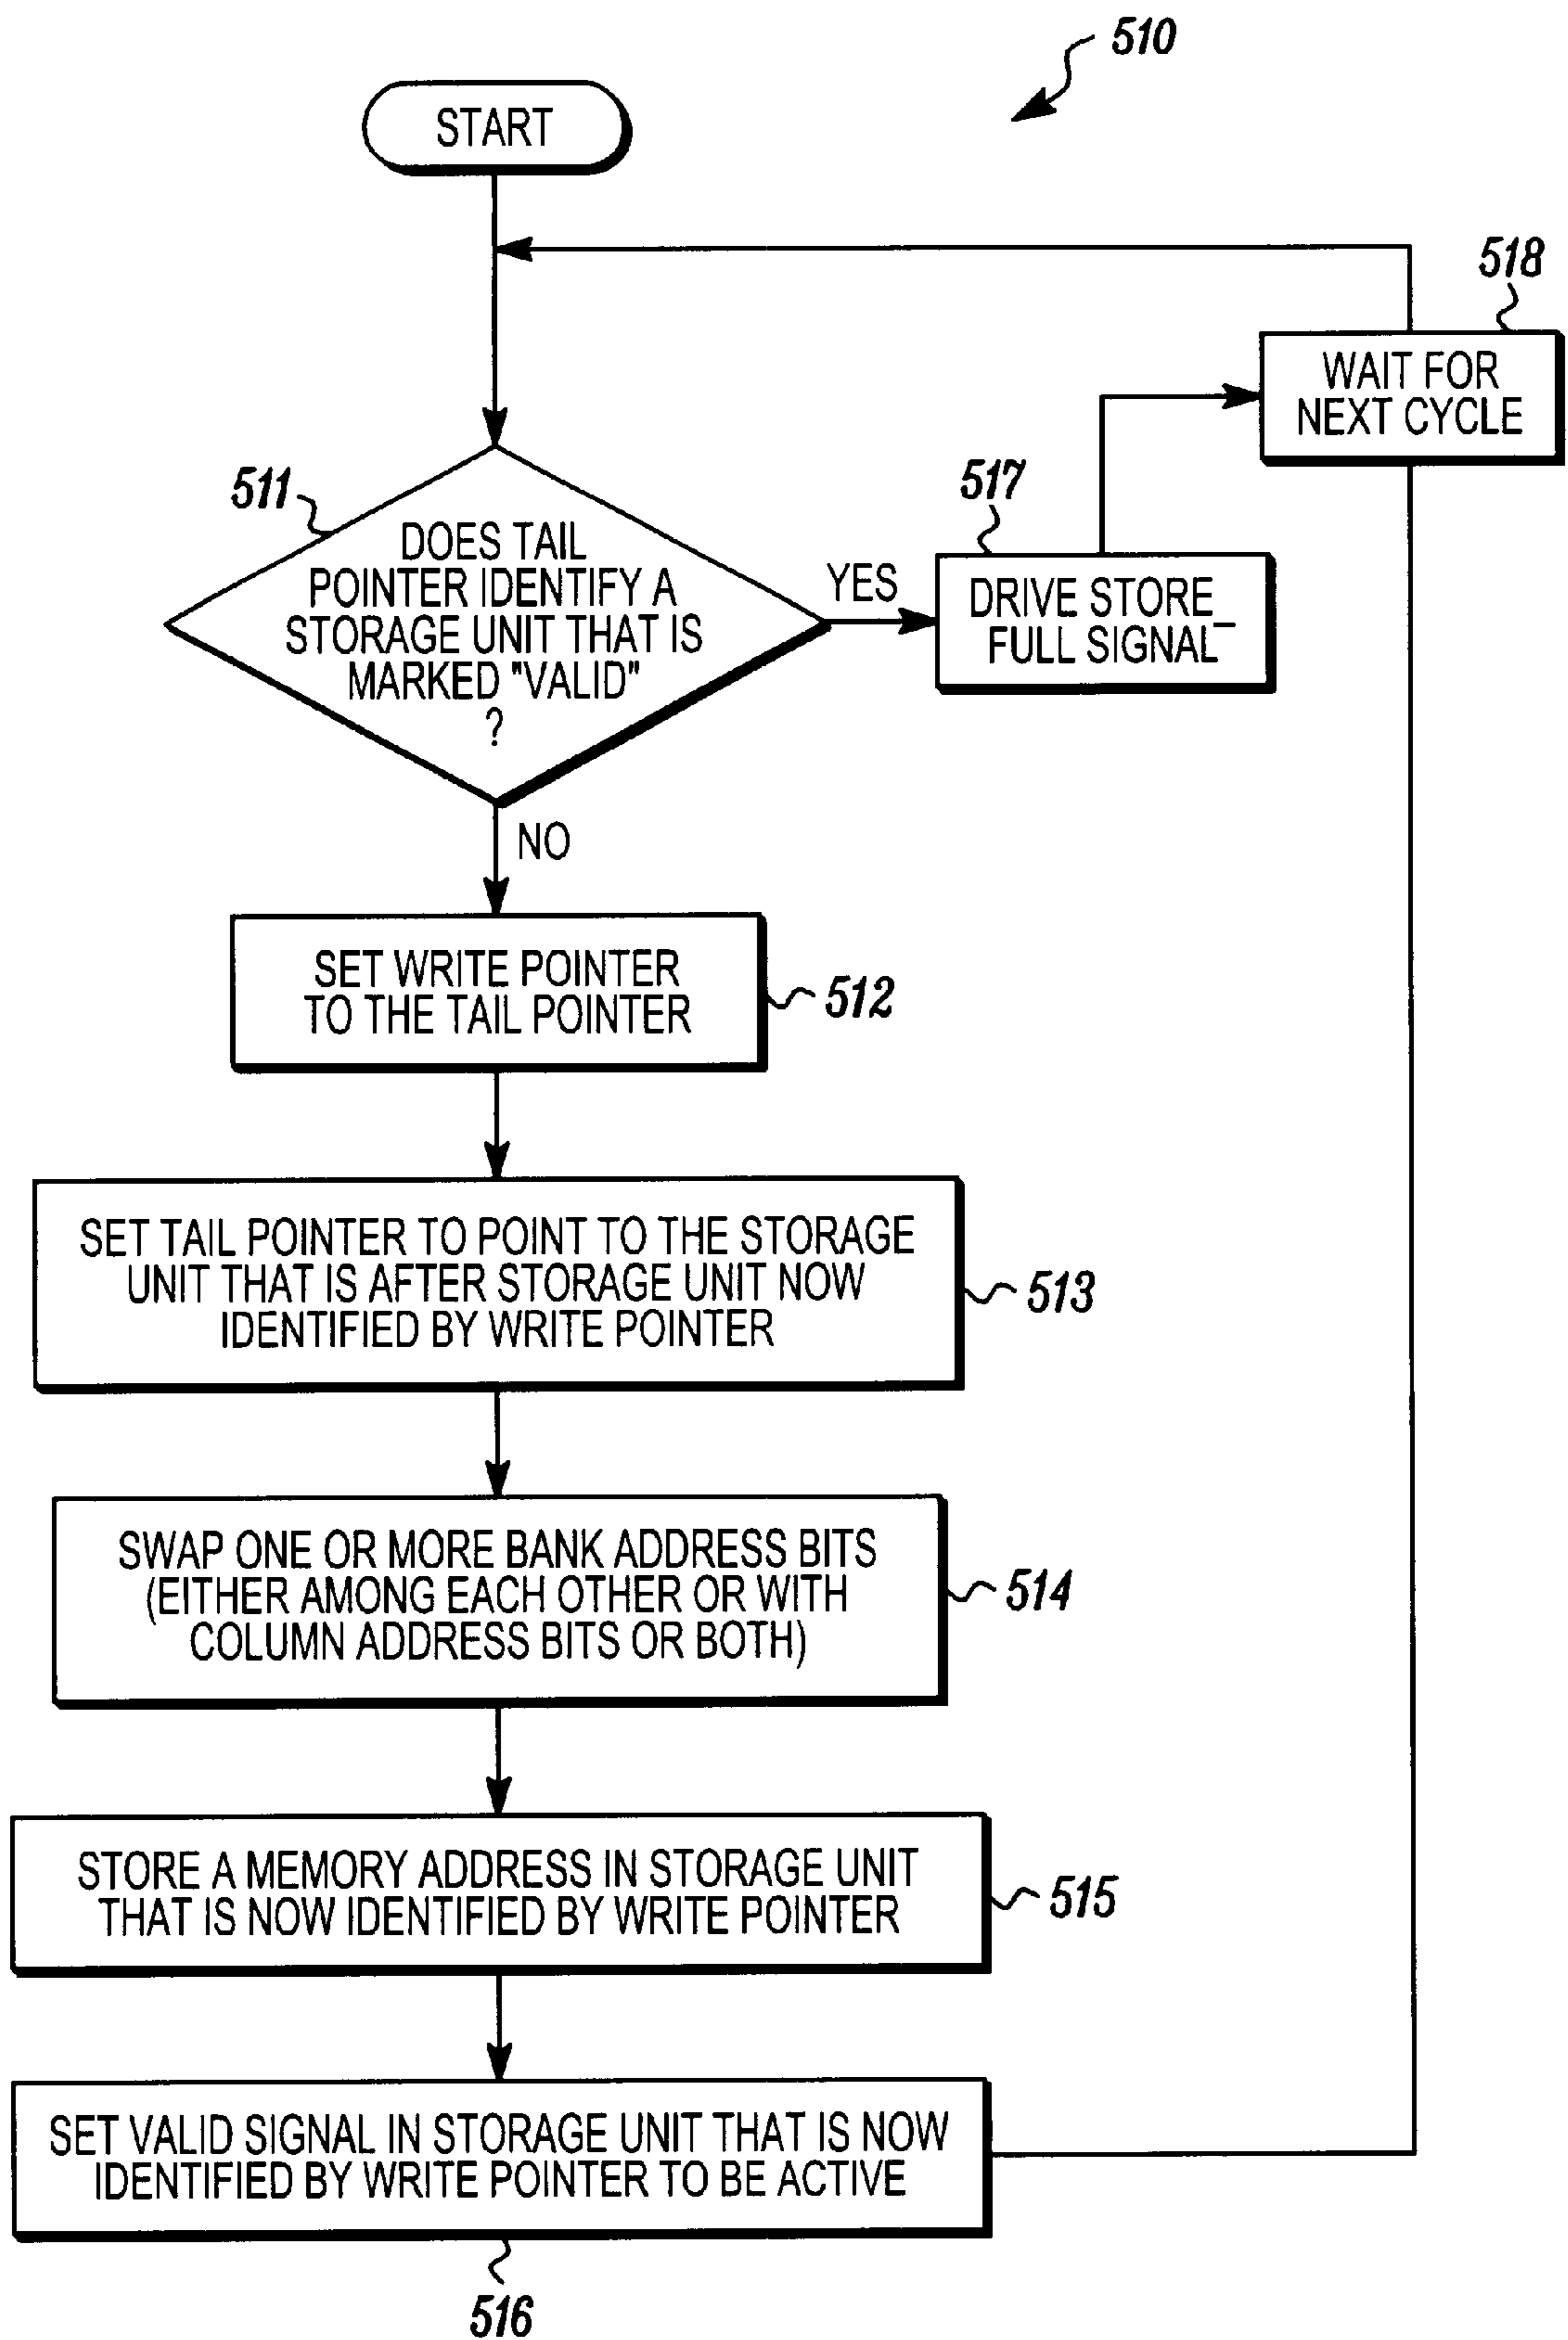 510
START
518
WAIT FOR
NEXT CYCLE
511
DOES TAIL
POINTER IDENTIFY A
STORAGE UNIT THAT IS
MARKED "VALID"
?
YES
517
DRIVE STORE_
FULL SIGNAL
NO
SET WRITE POINTER
TO THE TAIL POINTER
512
SET TAIL POINTER TO POINT TO THE STORAGE
UNIT THAT IS AFTER STORAGE UNIT NOW
IDENTIFIED BY WRITE POINTER
513
SWAP ONE OR MORE BANK ADDRESS BITS
(EITHER AMONG EACH OTHER OR WITH
COLUMN ADDRESS BITS OR BOTH)
514
STORE A MEMORY ADDRESS IN STORAGE UNIT
THAT IS NOW IDENTIFIED BY WRITE POINTER
515
SET VALID SIGNAL IN STORAGE UNIT THAT IS NOW
IDENTIFIED BY WRITE POINTER TO BE ACTIVE
516